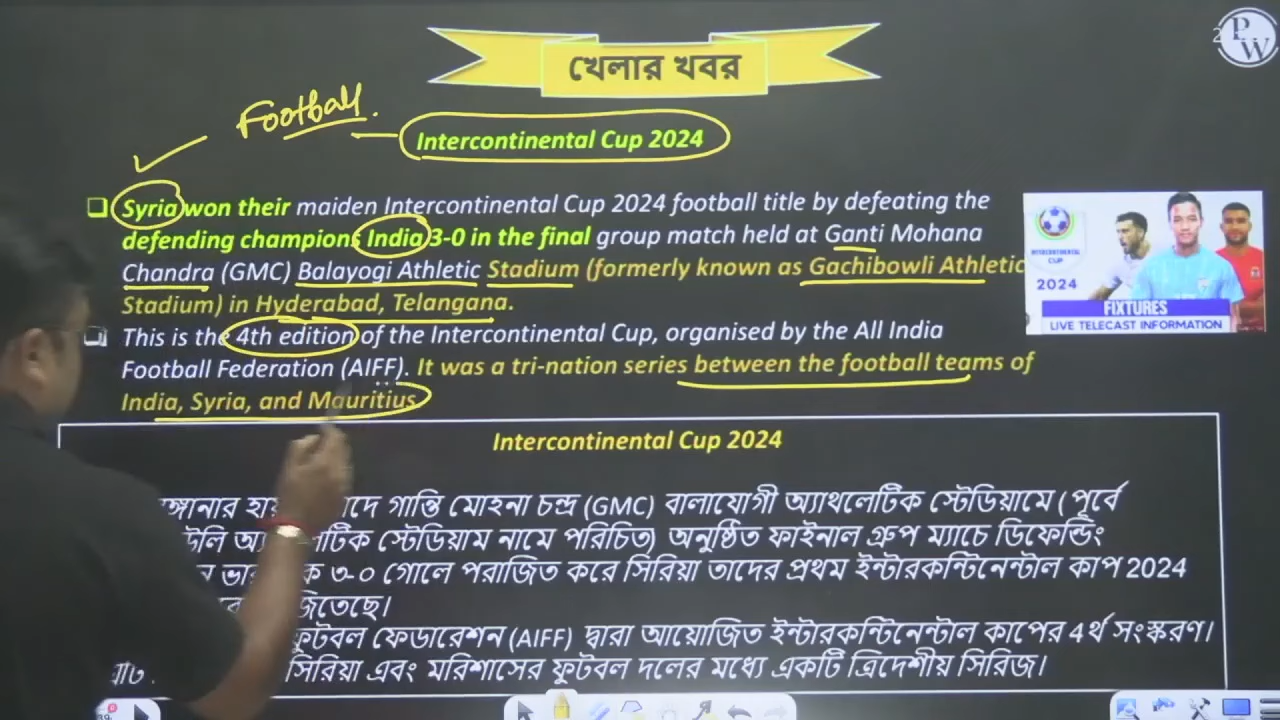 PW
খেলার খবর
Football.
Intercontinental Cup 2024
Syria won their maiden Intercontinental Cup 2024 football title by defeating the
defending champions India 3-0 in the final group match held at Ganti Mohana
Chandra (GMC) Balayogi Athletic Stadium (formerly known as Gachibowli Athletic
Stadium) in Hyderabad, Telangana.
This is the 4th edition of the Intercontinental Cup, organised by the All India
Football Federation (AIFF). It was a tri-nation series between the football teams of
India, Syria, and Mauritius
INTERCONTINENTAL
CUP
2024
FIXTURES
LIVE TELECAST INFORMATION
Intercontinental Cup 2024
গান্তি মোহনা চন্দ্র (GMC) বালাযোগী অ্যাথলেটিক স্টেডিয়ামে (পূর্বে
স্টেডিয়াম নামে পরিচিত) অনুষ্ঠিত ফাইনাল গ্রুপ ম্যাচে ডিফেন্ডিং
৩-০ গোলে পরাজিত করে সিরিয়া তাদের প্রথম ইন্টারকন্টিনেন্টাল কাপ 2024
জিতেছে।
ফুটবল ফেডারেশন (AIFF) দ্বারা আয়োজিত ইন্টারকন্টিনেন্টাল কাপের 4র্থ সংস্করণ।
সিরিয়া এবং মরিশাসের ফুটবল দলের মধ্যে একটি ত্রিদেশীয় সিরিজ।